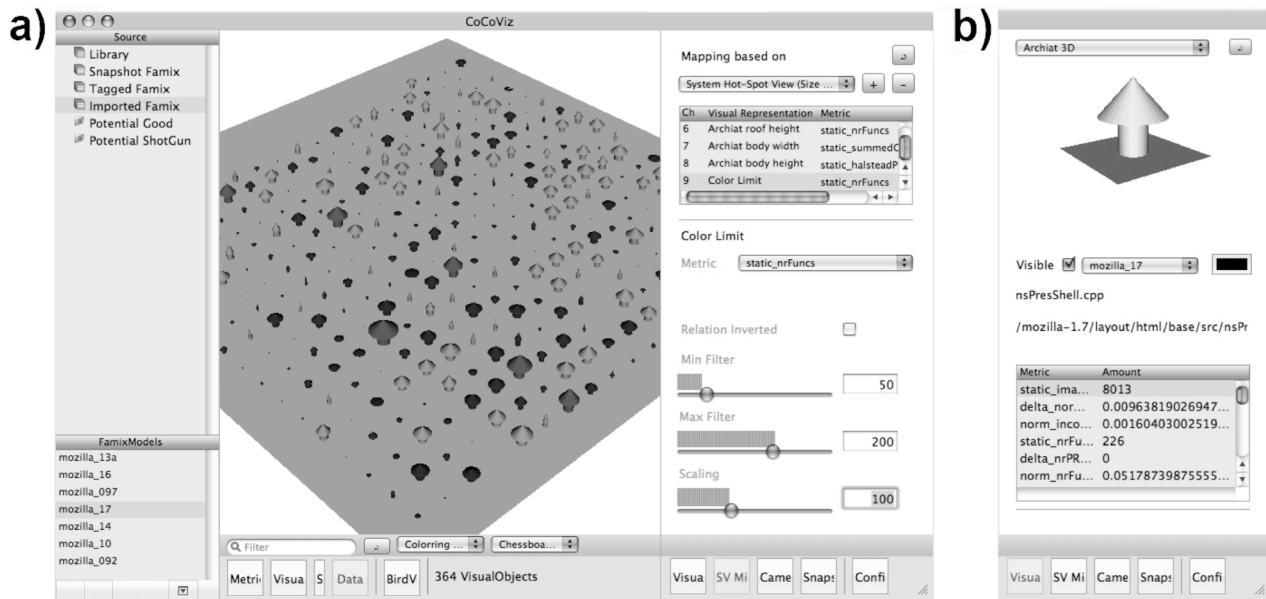 a)
CoCoViz
Source
Library
Snapshot Famix
Tagged Famix
Imported Famix
Potential Good
Potential ShotGun
FamixModels
mozilla_13a
mozilla_16
mozilla_097
mozilla_17
mozilla_14
mozilla_10
mozilla_092
Filter
Colorring ...
Chessboa...
Metri
Visua
S
Data
BirdV
364 VisualObjects
Mapping based on
System Hot-Spot View (Size ...
+
-
Ch Visual Representation Metric
6 Archiat roof height static_nrFuncs
7 Archiat body width static_summedC
8 Archiat body height static_halsteadP
9 Color Limit static_nrFuncs
Color Limit
Metric static_nrFuncs
Relation Inverted
Min Filter
50
Max Filter
200
Scaling
100
Visua
SV Mi
Came
Snaps
Confi
b)
Archiat 3D
Visible mozilla_17
nsPresShell.cpp
/mozilla-1.7/layout/html/base/src/nsPr
Metric Amount
static_ima... 8013
delta_nor... 0.00963819026947...
norm_inco... 0.00160403002519...
static_nrFu... 226
delta_nrPR... 0
norm_nrFu... 0.05178739875555...
Visua
SV Mi
Came
Snaps
Confi